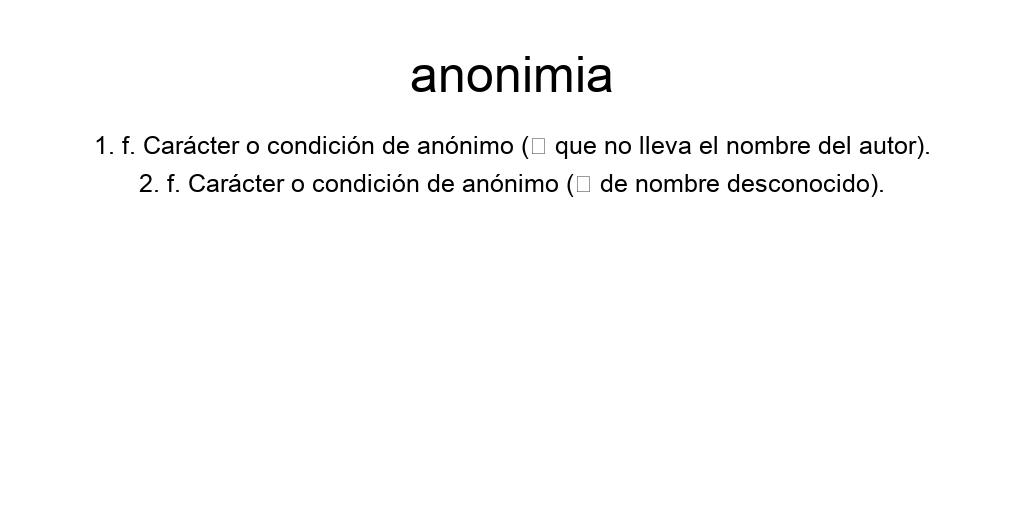 anonimia
1. f. Carácter o condición de anónimo (□ que no lleva el nombre del autor).
2. f. Carácter o condición de anónimo (□ de nombre desconocido).